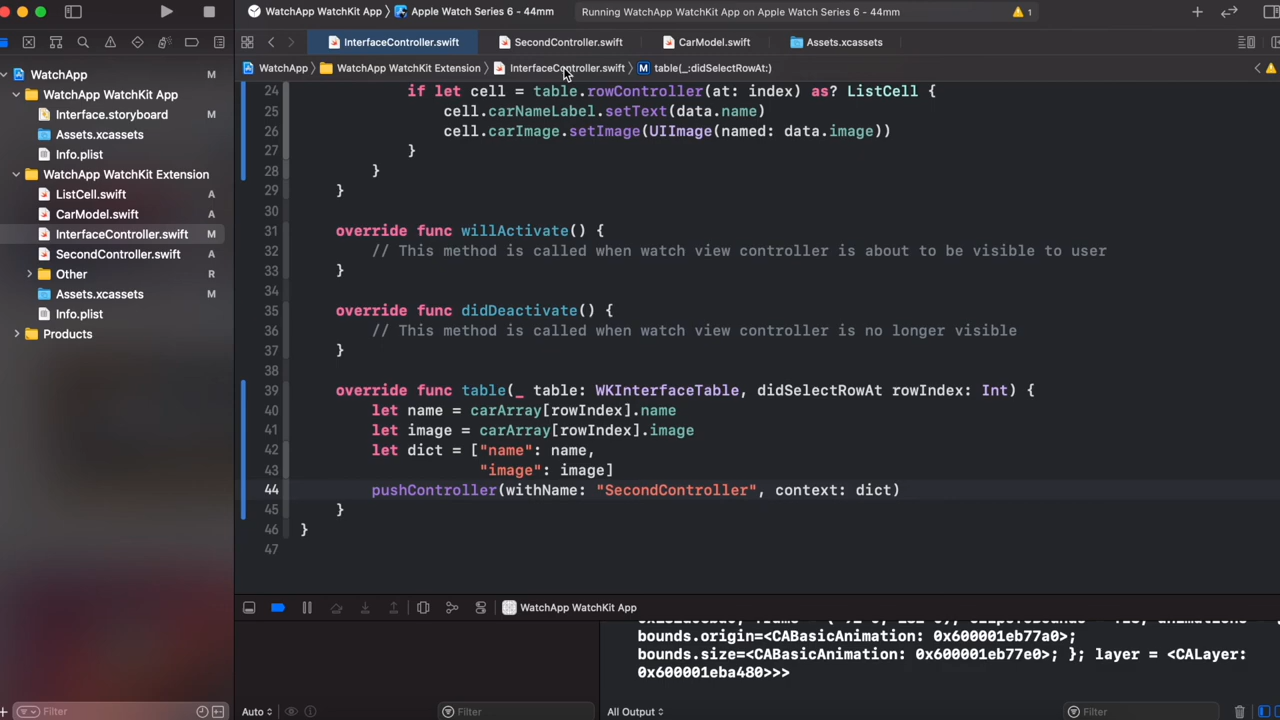 WatchApp WatchKit App 〉 Apple Watch Series 6 – 44mm
Running WatchApp WatchKit App on Apple Watch Series 6 – 44mm
1
InterfaceController.swift
SecondController.swift
CarModel.swift
Assets.xcassets
WatchApp 〉 WatchApp WatchKit Extension 〉 InterfaceController.swift 〉 M table(_:didSelectRowAt:)
WatchApp M
WatchApp WatchKit App
Interface.storyboard M
Assets.xcassets M
Info.plist M
WatchApp WatchKit Extension
ListCell.swift A
CarModel.swift A
InterfaceController.swift M
SecondController.swift A
Other R
Assets.xcassets M
Info.plist
Products
Filter
24 if let cell = table.rowController(at: index) as? ListCell {
25 cell.carNameLabel.setText(data.name)
26 cell.carImage.setImage(UIImage(named: data.image))
27 }
28 }
29 }
30
31 override func willActivate() {
32 // This method is called when watch view controller is about to be visible to user
33 }
34
35 override func didDeactivate() {
36 // This method is called when watch view controller is no longer visible
37 }
38
39 override func table(_ table: WKInterfaceTable, didSelectRowAt rowIndex: Int) {
40 let name = carArray[rowIndex].name
41 let image = carArray[rowIndex].image
42 let dict = ["name": name,
43 "image": image]
44 pushController(withName: "SecondController", context: dict)
45 }
46 }
47
WatchApp WatchKit App
bounds.origin=<CABasicAnimation: 0x600001eb77a0>;
bounds.size=<CABasicAnimation: 0x600001eb77e0>; }; layer = <CALayer:
0x600001eba480>>>
Auto
Filter
All Output
Filter